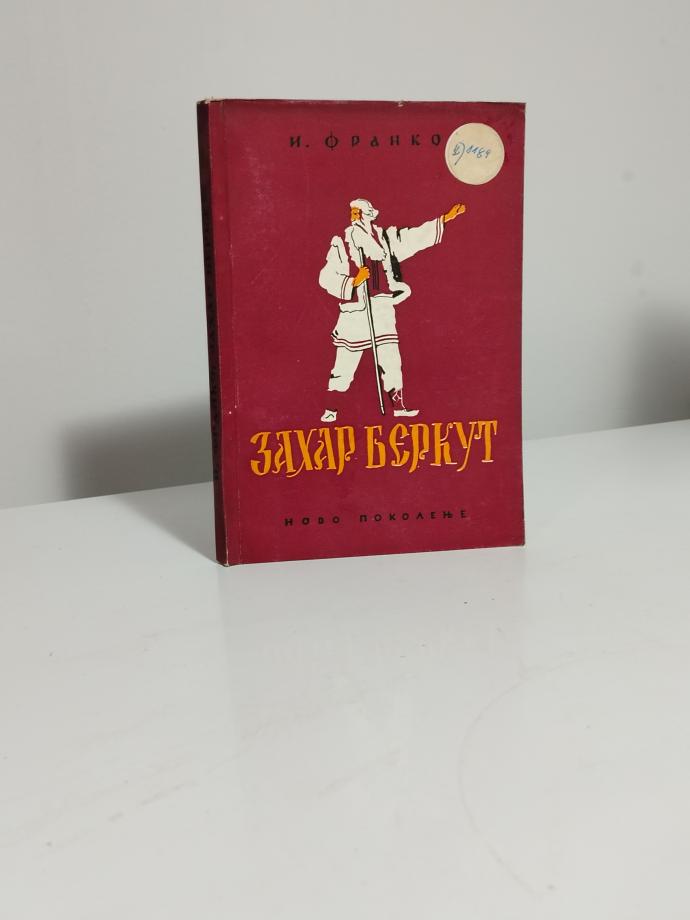 И. ФРАНКО
ЗАХАР БЕРКУТ
НОВО ПОКОЛЕЊЕ